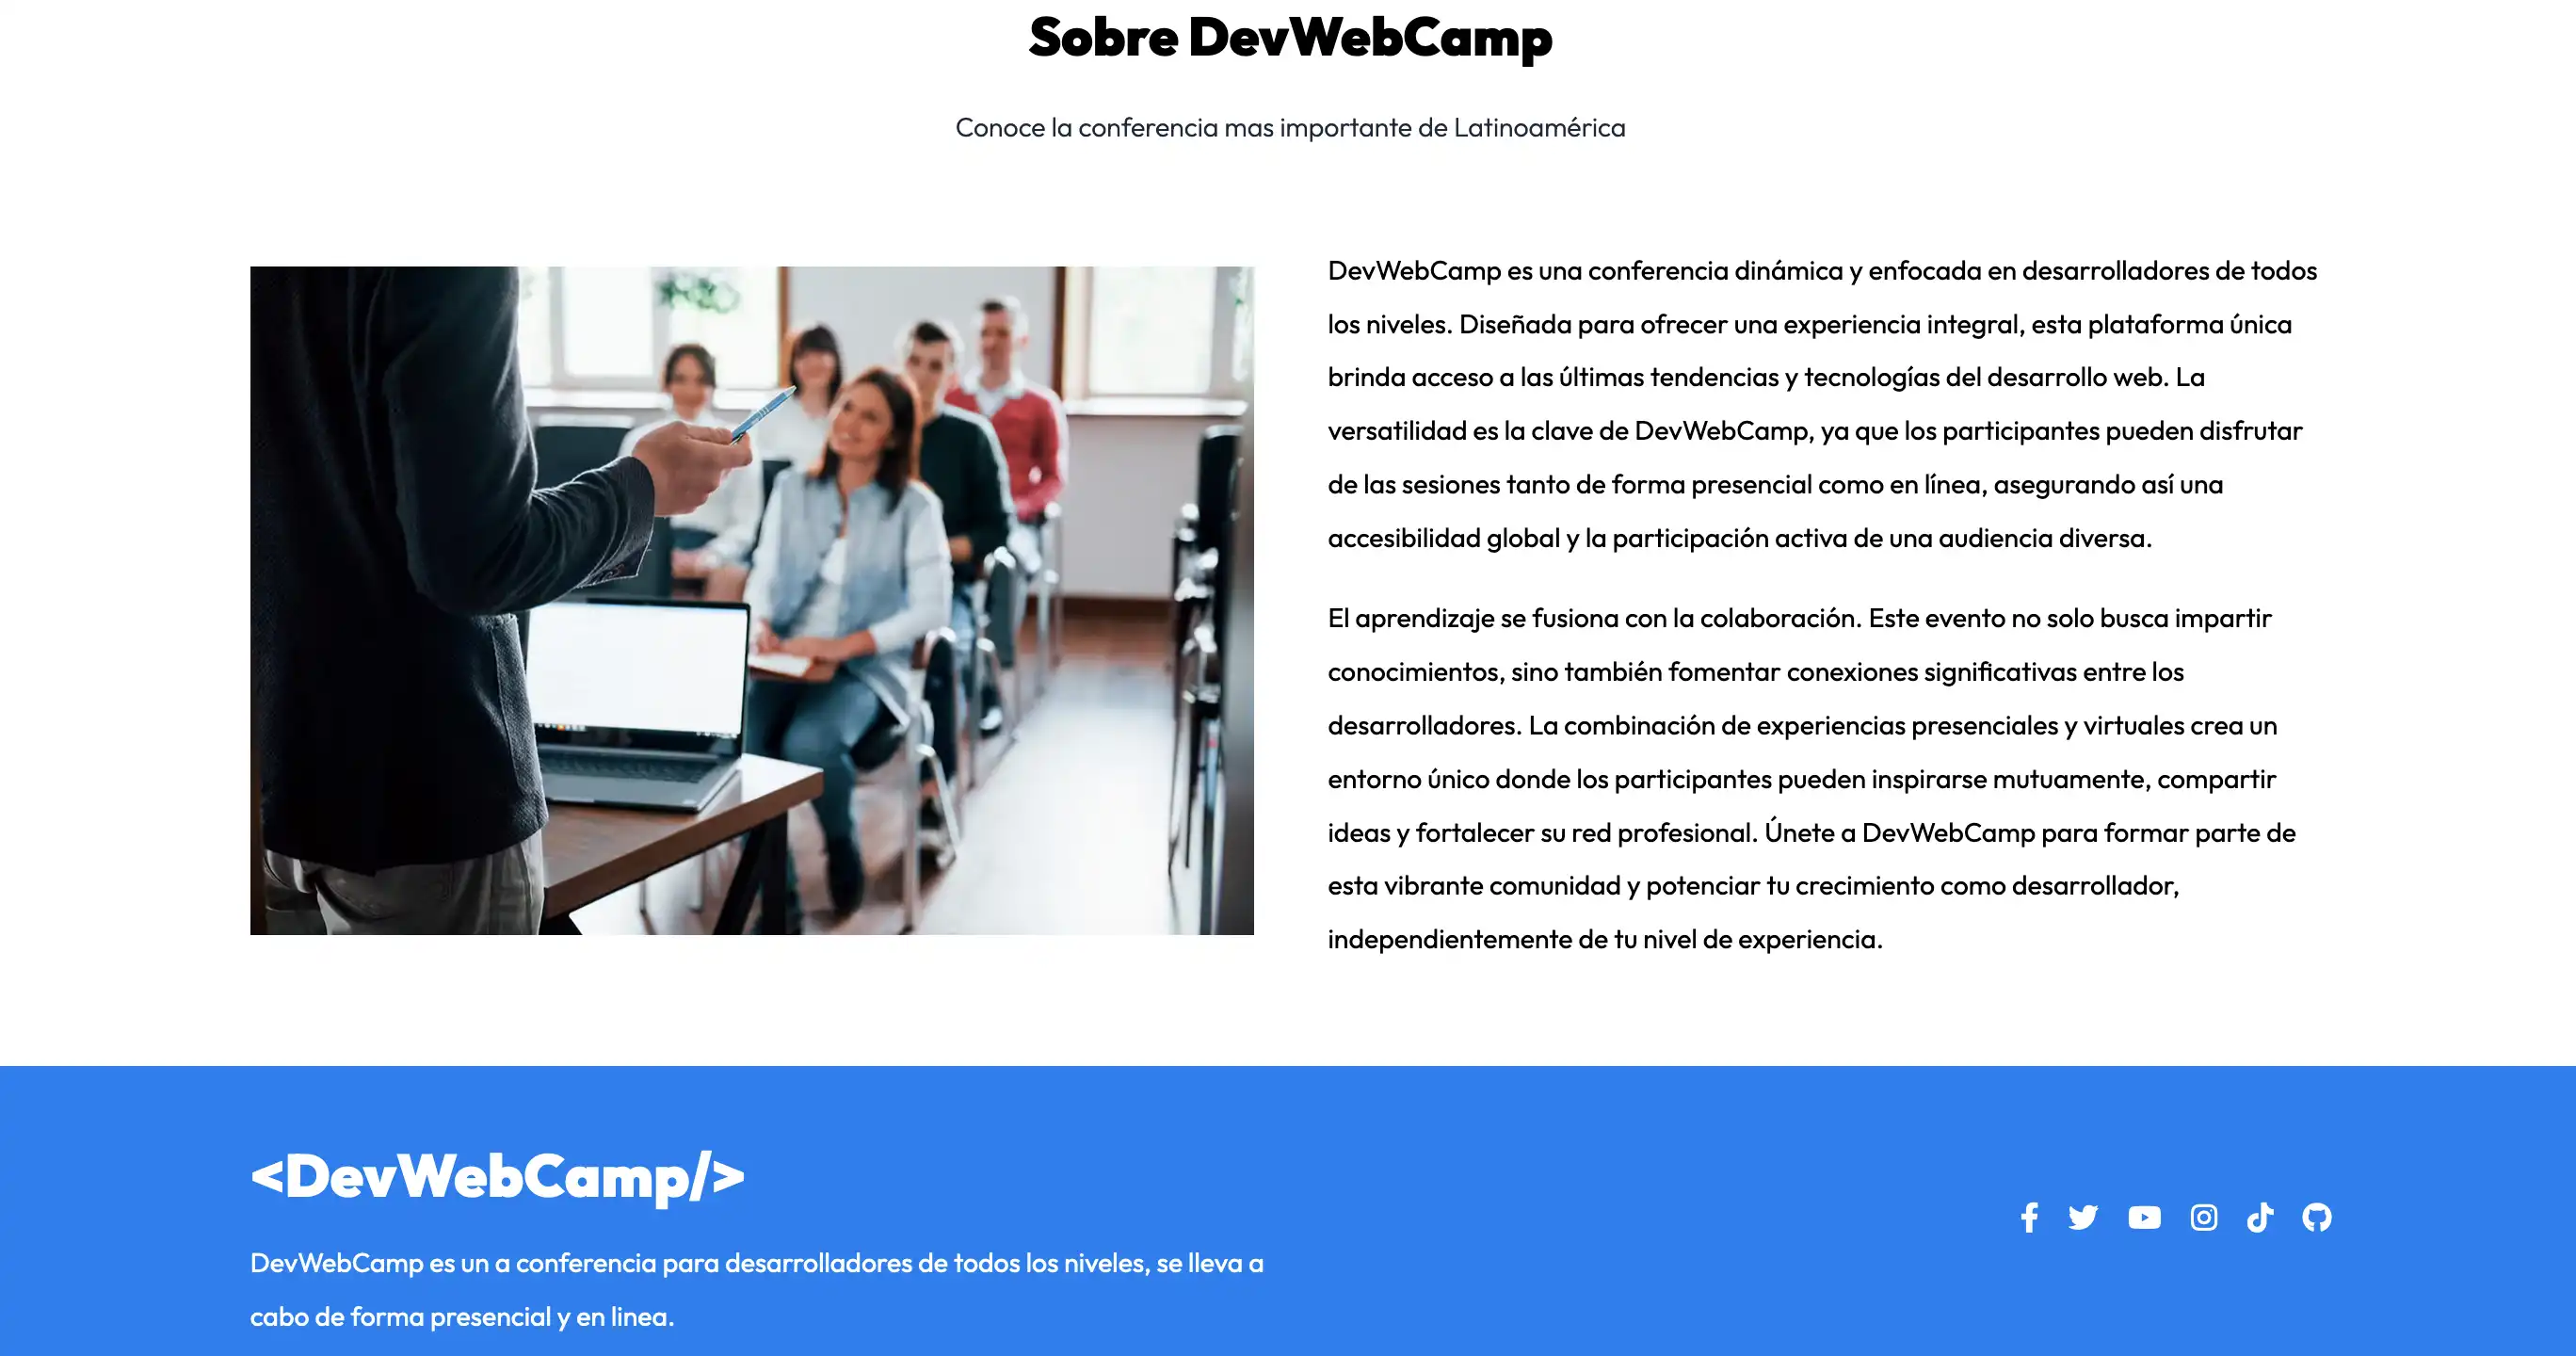 Sobre DevWebCamp
Conoce la conferencia mas importante de Latinoamérica
DevWebCamp es una conferencia dinámica y enfocada en desarrolladores de todos
los niveles. Diseñada para ofrecer una experiencia integral, esta plataforma única
brinda acceso a las últimas tendencias y tecnologías del desarrollo web. La
versatilidad es la clave de DevWebCamp, ya que los participantes pueden disfrutar
de las sesiones tanto de forma presencial como en línea, asegurando así una
accesibilidad global y la participación activa de una audiencia diversa.
El aprendizaje se fusiona con la colaboración. Este evento no solo busca impartir
conocimientos, sino también fomentar conexiones significativas entre los
desarrolladores. La combinación de experiencias presenciales y virtuales crea un
entorno único donde los participantes pueden inspirarse mutuamente, compartir
ideas y fortalecer su red profesional. Únete a DevWebCamp para formar parte de
esta vibrante comunidad y potenciar tu crecimiento como desarrollador,
independientemente de tu nivel de experiencia.
<DevWebCamp/>
DevWebCamp es un a conferencia para desarrolladores de todos los niveles, se lleva a
cabo de forma presencial y en linea.